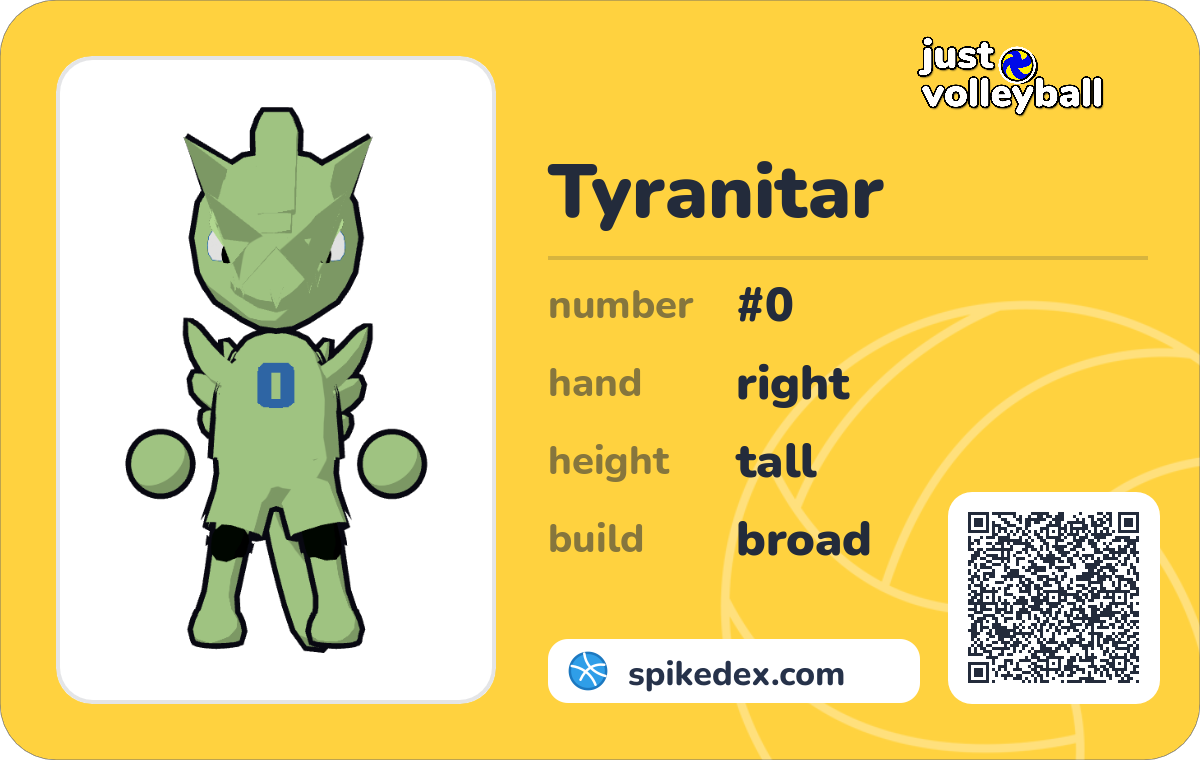 just
volleyball
Tyranitar
number #0
hand right
height tall
build broad
0
spikedex.com